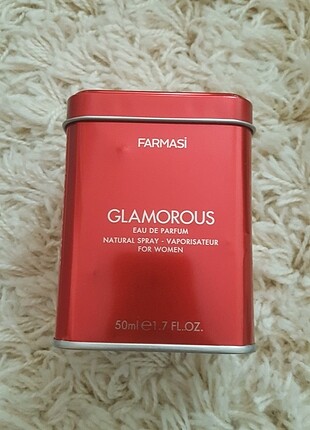 FARMASİ
GLAMOROUS
EAU DE PARFUM
NATURAL SPRAY - VAPORISATEUR
FOR WOMEN
50ml ℮1.7 FL.OZ.